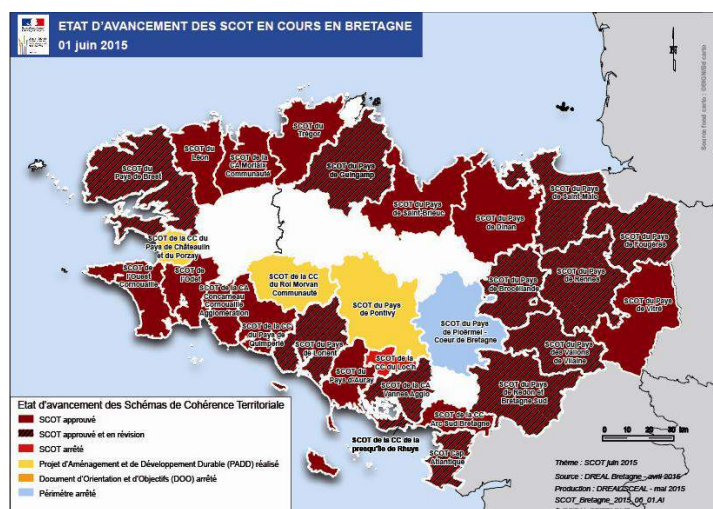 ETAT D'AVANCEMENT DES SCOT EN COURS EN BRETAGNE
01 juin 2015
N
SCOT du
Trégor
SCOT du
Léon
SCOT de la
CA Morlaix
Communauté
SCOT du
Pays de Brest
SCOT du Pays
de Guingamp
SCOT du Pays
de Saint-Brieuc
SCOT du
Pays de Dinan
SCOT du Pays
de Saint Malo
SCOT du Pays
de Fougères
SCOT de la CC du
Pays de Châteaulin
et du Porzay
SCOT de
l'Ouest
Cornouaille
SCOT de
l'Odet
SCOT de la CA
Concarneau
Cornouaille
Agglomération
SCOT de la CC
du Roi Morvan
Communauté
SCOT du Pays
de Pontivy
SCOT du Pays
de Ploërmel -
Coeur de Bretagne
SCOT du Pays
de Brocéliande
SCOT du Pays
de Rennes
SCOT du Pays
de Vitré
SCOT de la CC
du Pays de
Quimperlé
SCOT du Pays
de Lorient
SCOT du
Pays d'Auray
SCOT de la
CC du Loc'h
SCOT de la CA
Vannes Agglo
SCOT du Pays
des Vallons de
Vilaine
SCOT du Pays
de Redon et
Bretagne Sud
SCOT de la CC
Arc Sud Bretagne
SCOT de la CC de la
presqu'île de Rhuys
SCOT Cap
Atlantique
Etat d'avancement des Schémas de Cohérence Territoriale
SCOT approuvé
SCOT approuvé et en révision
SCOT arrêté
Projet d'Aménagement et de Développement Durable (PADD) réalisé
Document d'Orientation et d'Objectifs (DOO) arrêté
Périmètre arrêté
0 10 20 30 km
Thème : SCOT juin 2015
Source : DREAL Bretagne - avril 2015
Production : DREAL/SCEAL - mai 2015
SCOT_Bretagne_2015_06_01.AI